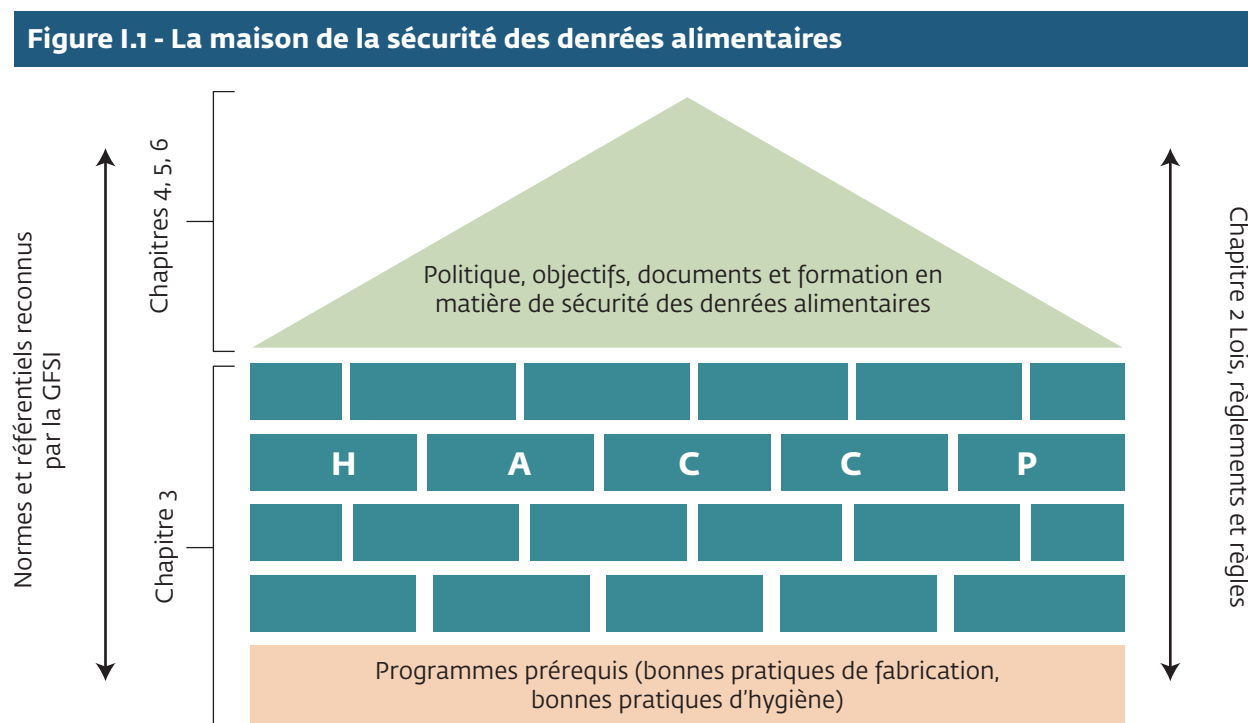 Figure I.1 - La maison de la sécurité des denrées alimentaires
Normes et référentiels reconnus
par la GFSI
Chapitres 4, 5, 6
Chapitre 3
Politique, objectifs, documents et formation en
matière de sécurité des denrées alimentaires
H A C C P
Programmes prérequis (bonnes pratiques de fabrication,
bonnes pratiques d'hygiène)
Chapitre 2 Lois, règlements et règles